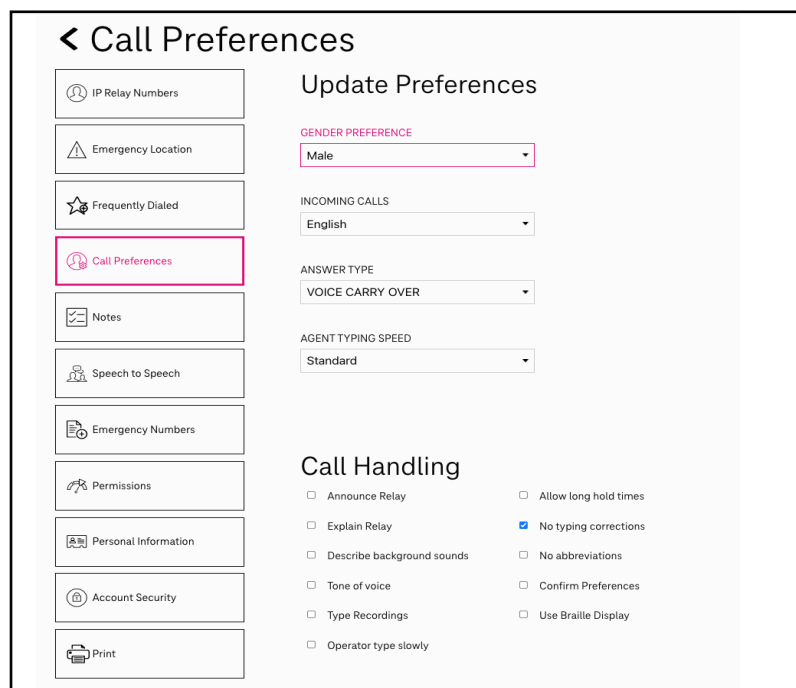 Call Preferences
IP Relay Numbers
Emergency Location
Frequently Dialed
Call Preferences
Notes
Speech to Speech
Emergency Numbers
Permissions
Personal Information
Account Security
Print
Update Preferences
GENDER PREFERENCE
Male
INCOMING CALLS
English
ANSWER TYPE
VOICE CARRY OVER
AGENT TYPING SPEED
Standard
Call Handling
Announce Relay
Explain Relay
Describe background sounds
Tone of voice
Type Recordings
Operator type slowly
Allow long hold times
No typing corrections
No abbreviations
Confirm Preferences
Use Braille Display